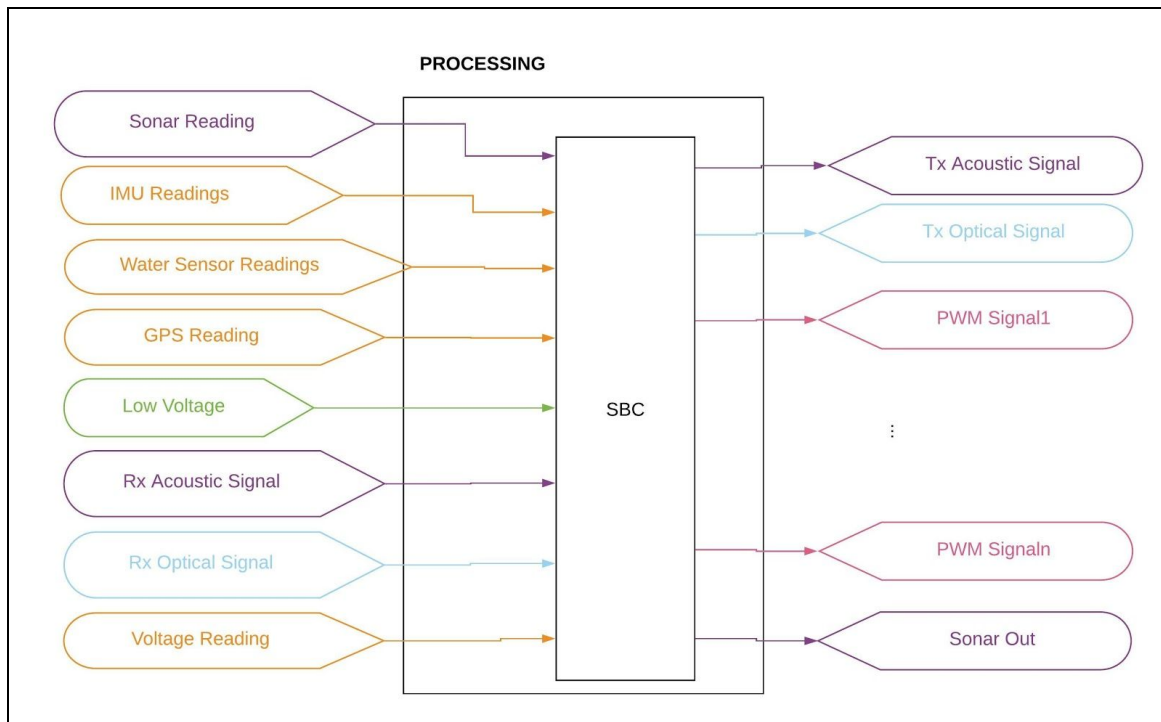 PROCESSING
Sonar Reading
IMU Readings
Water Sensor Readings
GPS Reading
Low Voltage
Rx Acoustic Signal
Rx Optical Signal
Voltage Reading
SBC
Tx Acoustic Signal
Tx Optical Signal
PWM Signal1
...
PWM Signaln
Sonar Out